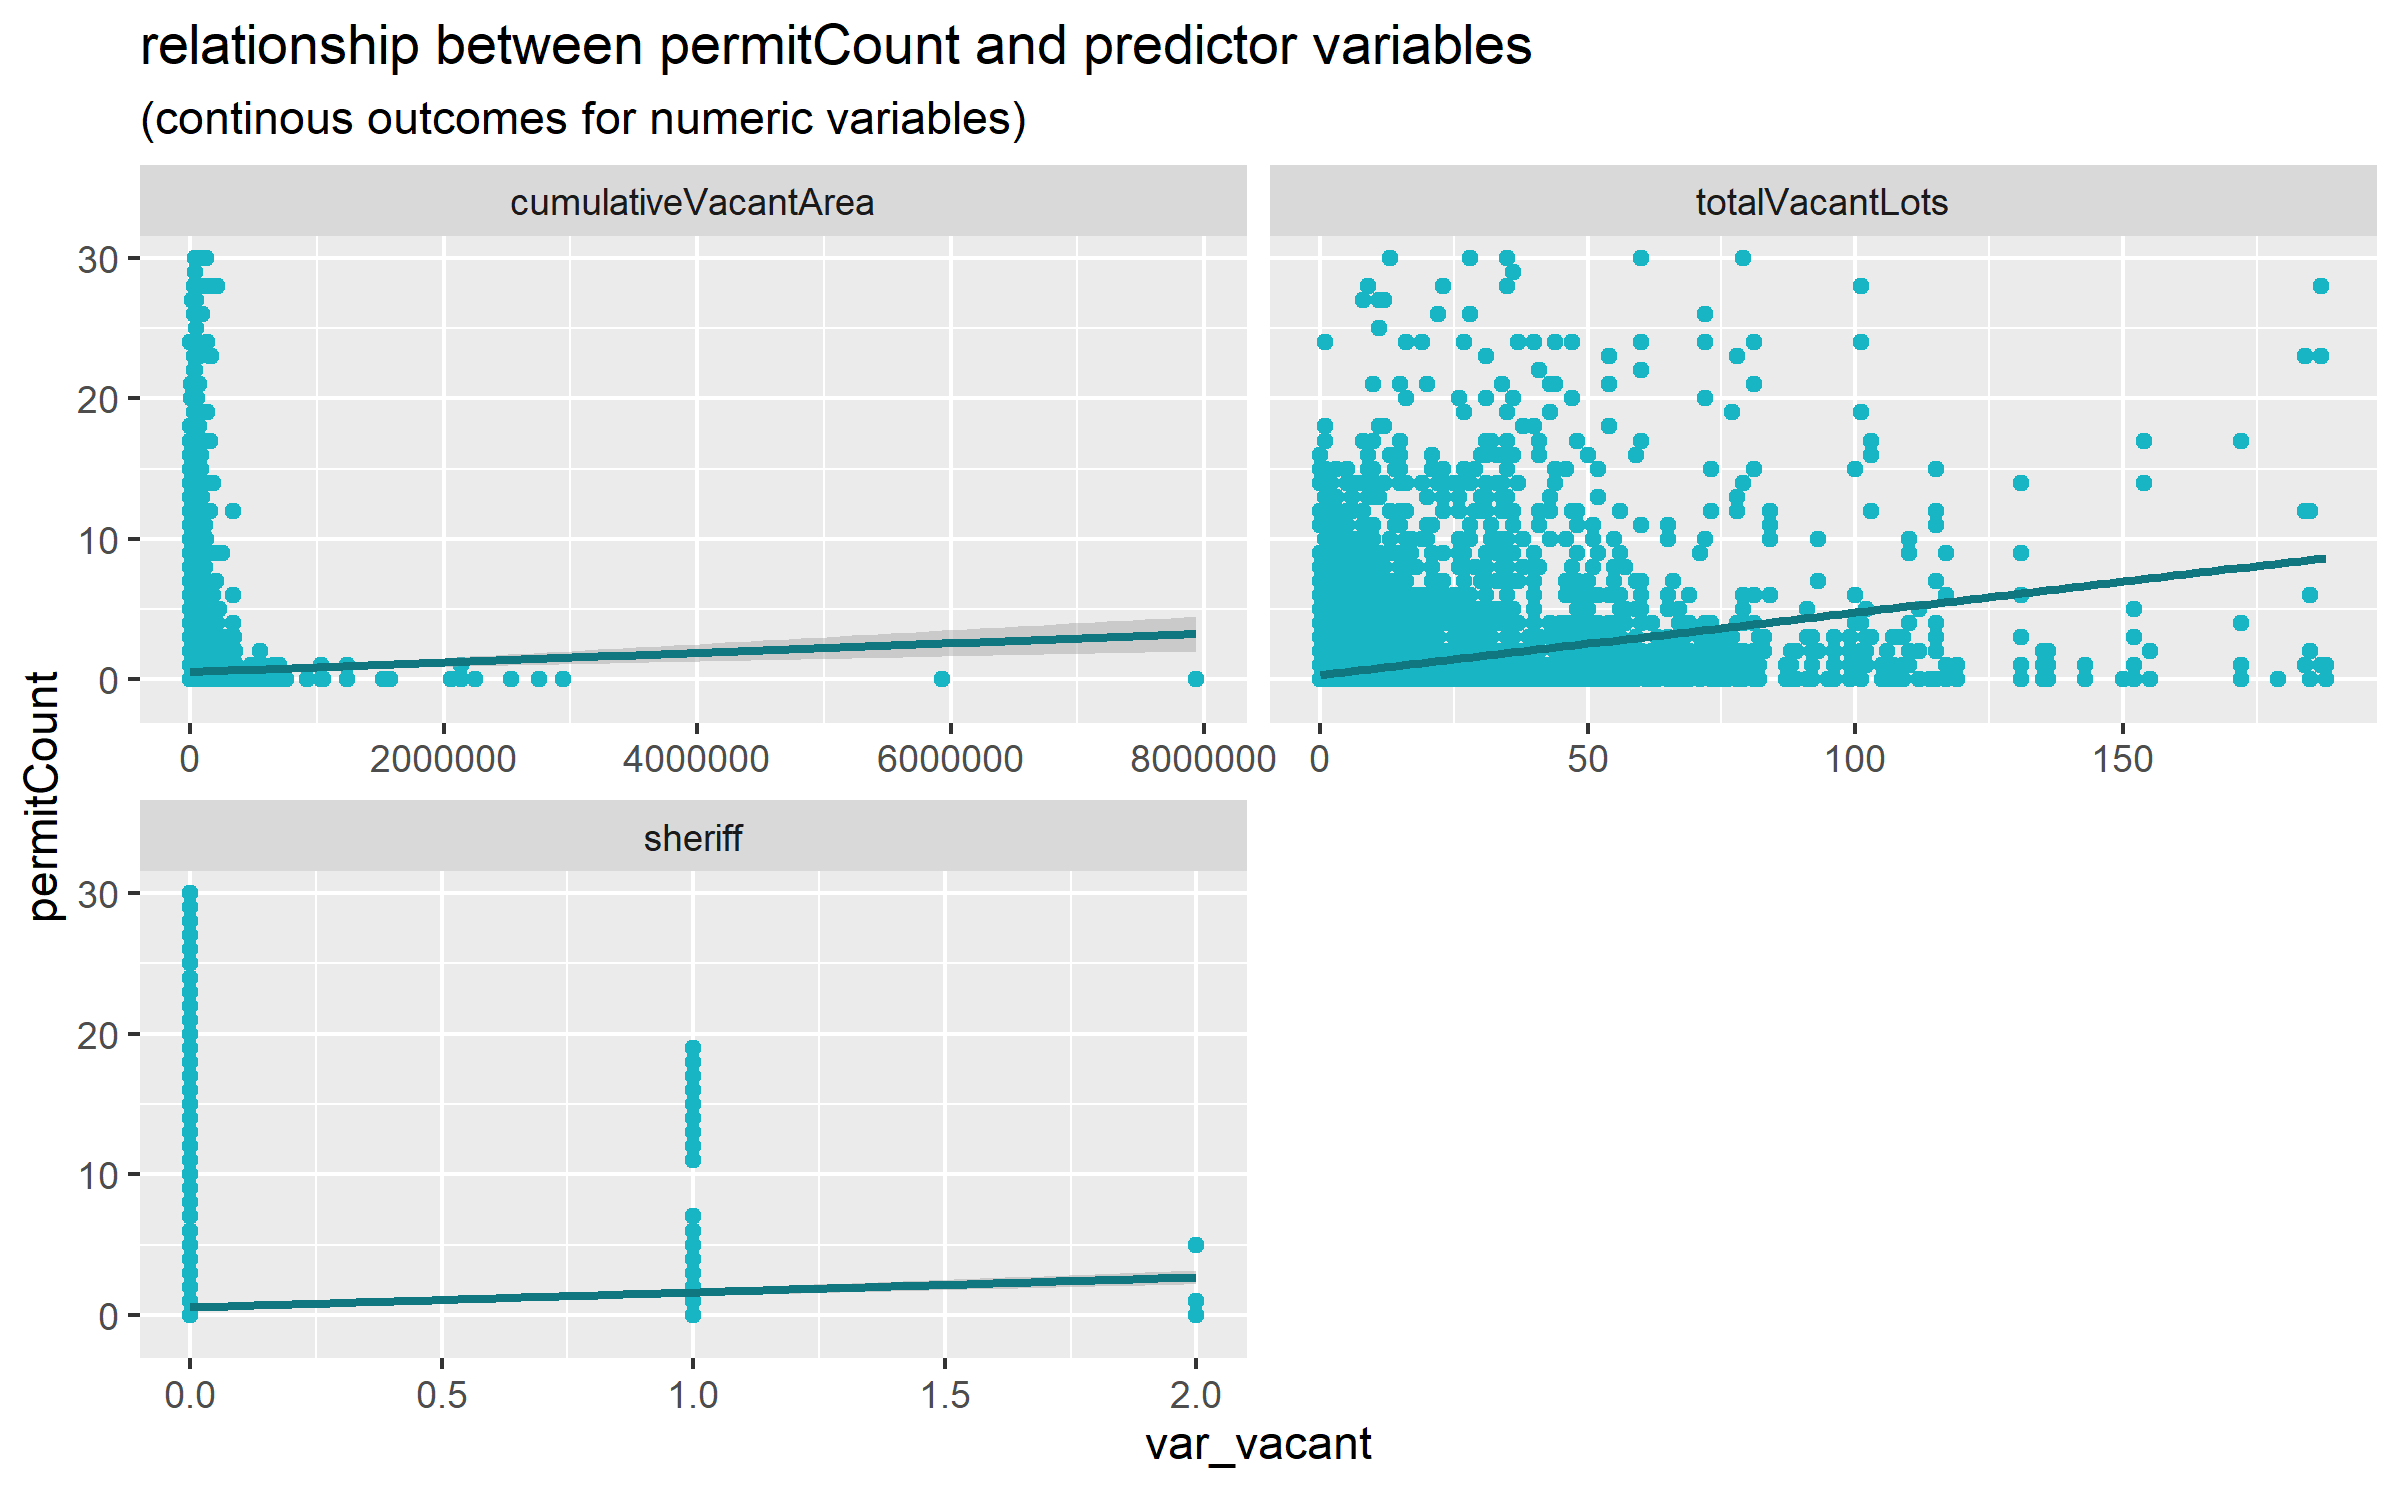 relationship between permitCount and predictor variables
(continous outcomes for numeric variables)
cumulativeVacantArea
totalVacantLots
30
20
10
0
0 2000000 4000000 6000000 8000000
0 50 100 150
permitCount
sheriff
30
20
10
0
0.0 0.5 1.0 1.5 2.0
var_vacant